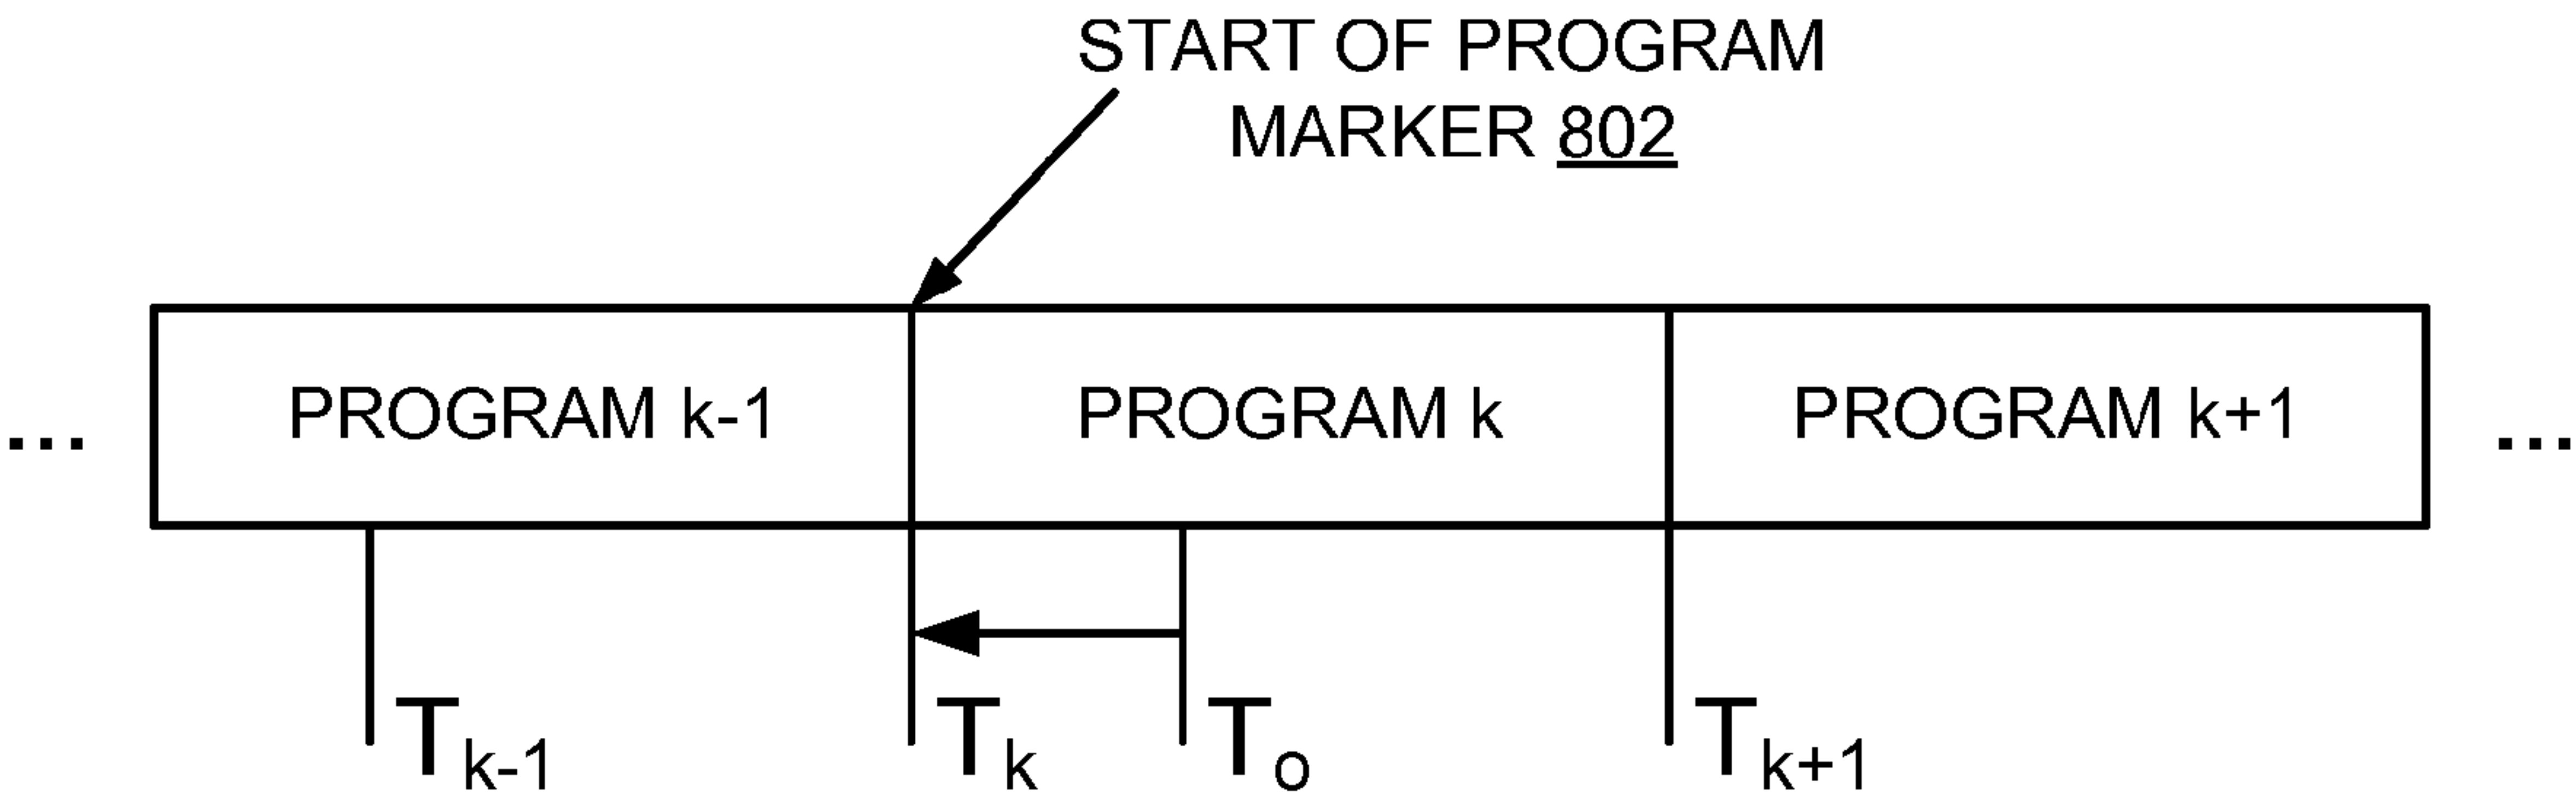 START OF PROGRAM
MARKER 802
... PROGRAM k-1 PROGRAM k PROGRAM k+1 ...
Tk-1 Tk To Tk+1